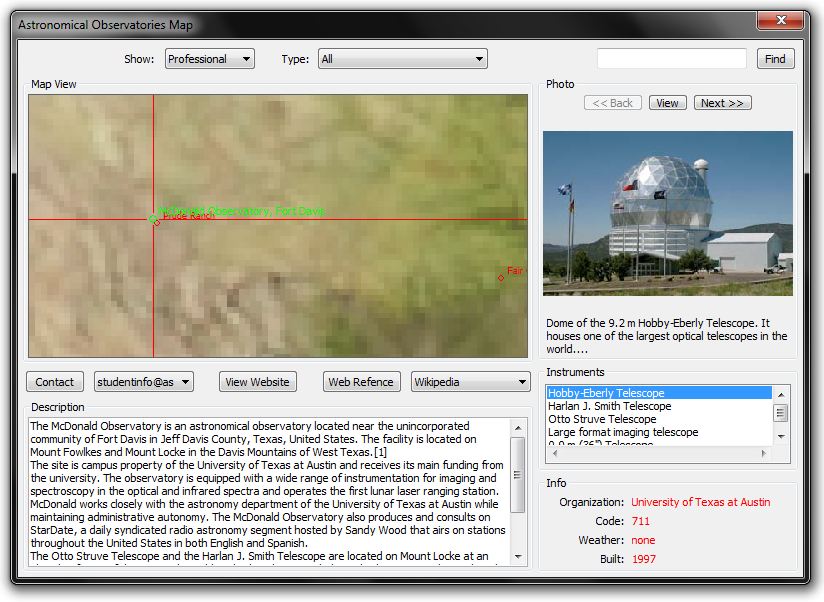 Astronomical Observatories Map
Show: Professional Type: All Find
Map View
McDonald Observatory, Fort Davis
Prude Ranch
Fair
Photo
<< Back View Next >>
Dome of the 9.2 m Hobby-Eberly Telescope. It
houses one of the largest optical telescopes in the
world....
Contact studentinfo@as View Website Web Refence Wikipedia
Description
The McDonald Observatory is an astronomical observatory located near the unincorporated
community of Fort Davis in Jeff Davis County, Texas, United States. The facility is located on
Mount Fowlkes and Mount Locke in the Davis Mountains of West Texas.[1]
The site is campus property of the University of Texas at Austin and receives its main funding from
the university. The observatory is equipped with a wide range of instrumentation for imaging and
spectroscopy in the optical and infrared spectra and operates the first lunar laser ranging station.
McDonald works closely with the astronomy department of the University of Texas at Austin while
maintaining administrative autonomy. The McDonald Observatory also produces and consults on
StarDate, a daily syndicated radio astronomy segment hosted by Sandy Wood that airs on stations
throughout the United States in both English and Spanish.
The Otto Struve Telescope and the Harlan J. Smith Telescope are located on Mount Locke at an
Instruments
Hobby-Eberly Telescope
Harlan J. Smith Telescope
Otto Struve Telescope
Large format imaging telescope
0.9 m (36") Telescope
Info
Organization: University of Texas at Austin
Code: 711
Weather: none
Built: 1997